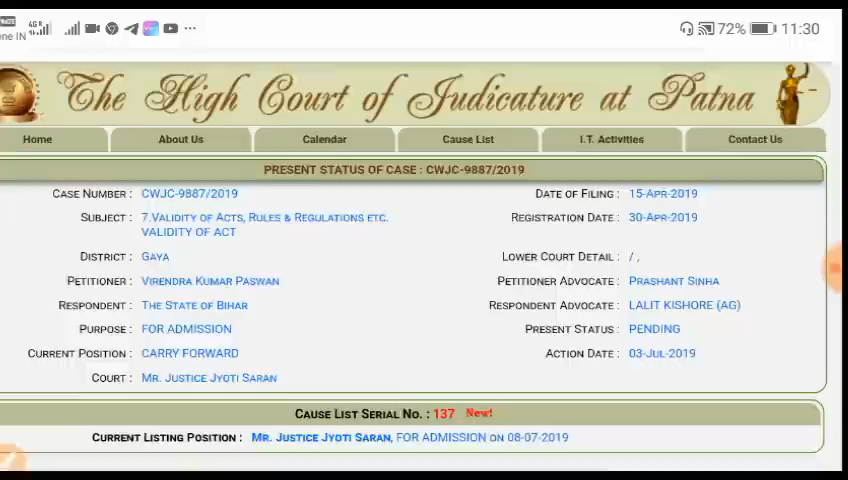 ne IN 72% 11:30
The High Court of Judicature at Patna
Home About Us Calendar Cause List I.T. Activities Contact Us
PRESENT STATUS OF CASE : CWJC-9887/2019
CASE NUMBER : CWJC-9887/2019 DATE OF FILING : 15-APR-2019
SUBJECT : 7.VALIDITY OF ACTS, RULES & REGULATIONS ETC. REGISTRATION DATE : 30-APR-2019
VALIDITY OF ACT
DISTRICT : GAYA LOWER COURT DETAIL : / ,
PETITIONER : VIRENDRA KUMAR PASWAN PETITIONER ADVOCATE : PRASHANT SINHA
RESPONDENT : THE STATE OF BIHAR RESPONDENT ADVOCATE : LALIT KISHORE (AG)
PURPOSE : FOR ADMISSION PRESENT STATUS : PENDING
CURRENT POSITION : CARRY FORWARD ACTION DATE : 03-JUL-2019
COURT : MR. JUSTICE JYOTI SARAN
CAUSE LIST SERIAL NO. : 137 New!
CURRENT LISTING POSITION : MR. JUSTICE JYOTI SARAN, FOR ADMISSION ON 08-07-2019